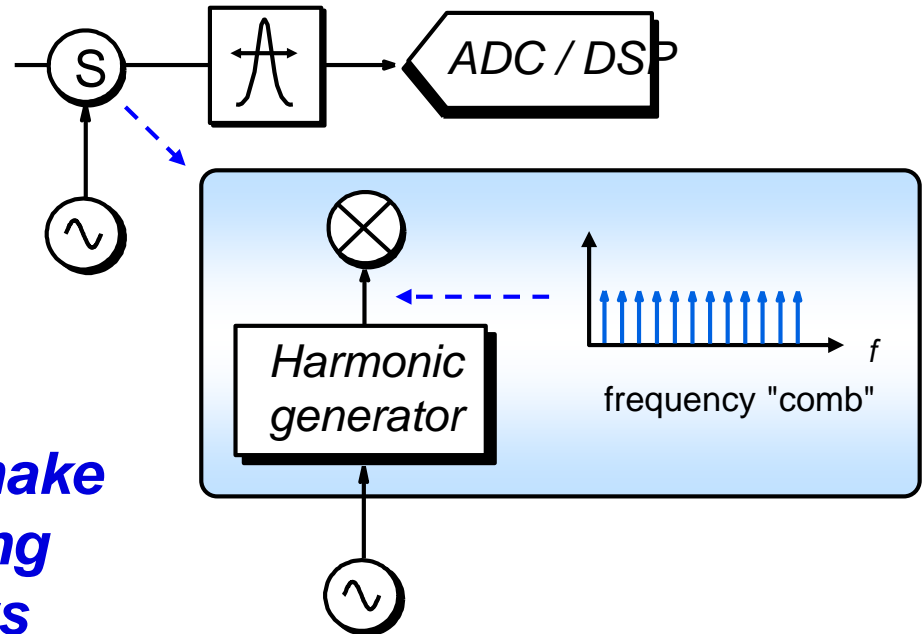 S
ADC / DSP
Harmonic
generator
f
frequency "comb"